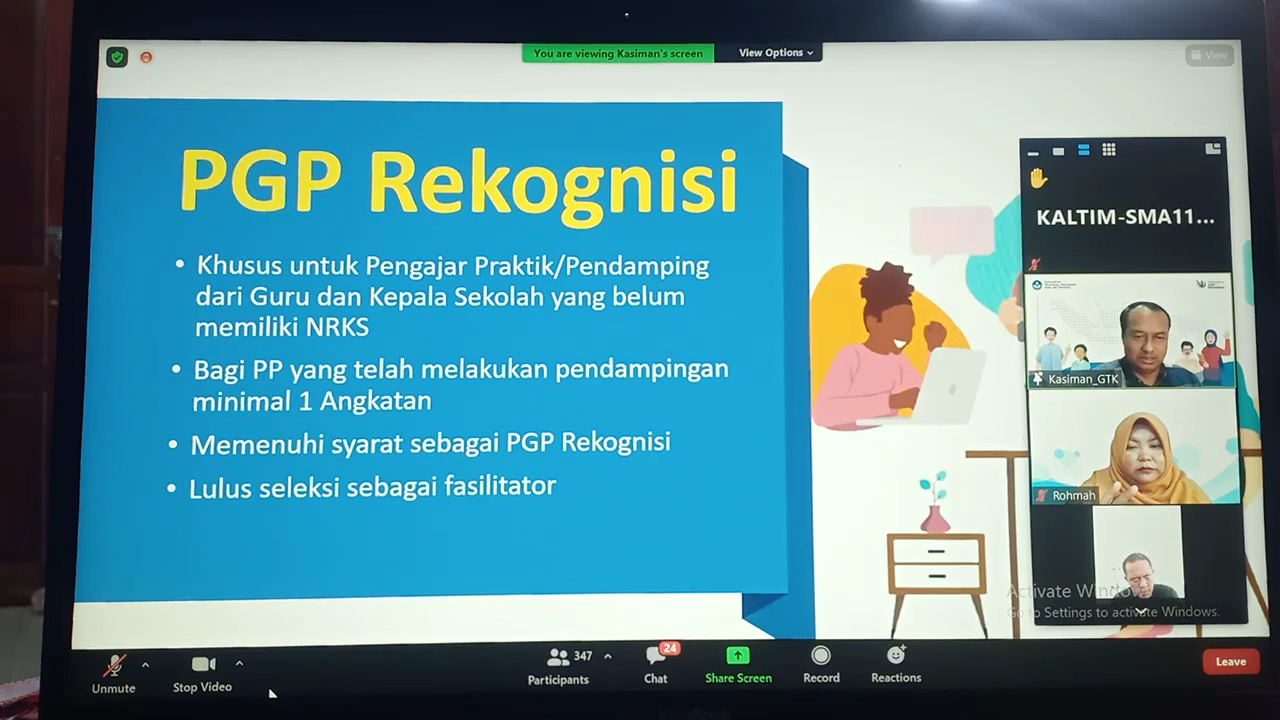 You are viewing Kasiman's screen
View Options
View
PGP Rekognisi
• Khusus untuk Pengajar Praktik/Pendamping
dari Guru dan Kepala Sekolah yang belum
memiliki NRKS
• Bagi PP yang telah melakukan pendampingan
minimal 1 Angkatan
• Memenuhi syarat sebagai PGP Rekognisi
• Lulus seleksi sebagai fasilitator
KALTIM-SMA11...
Kasiman_GTK
Rohmah
Activate Windows
Go to Settings to activate Windows.
Unmute
Stop Video
347
Participants
24
Chat
Share Screen
Record
Reactions
Leave